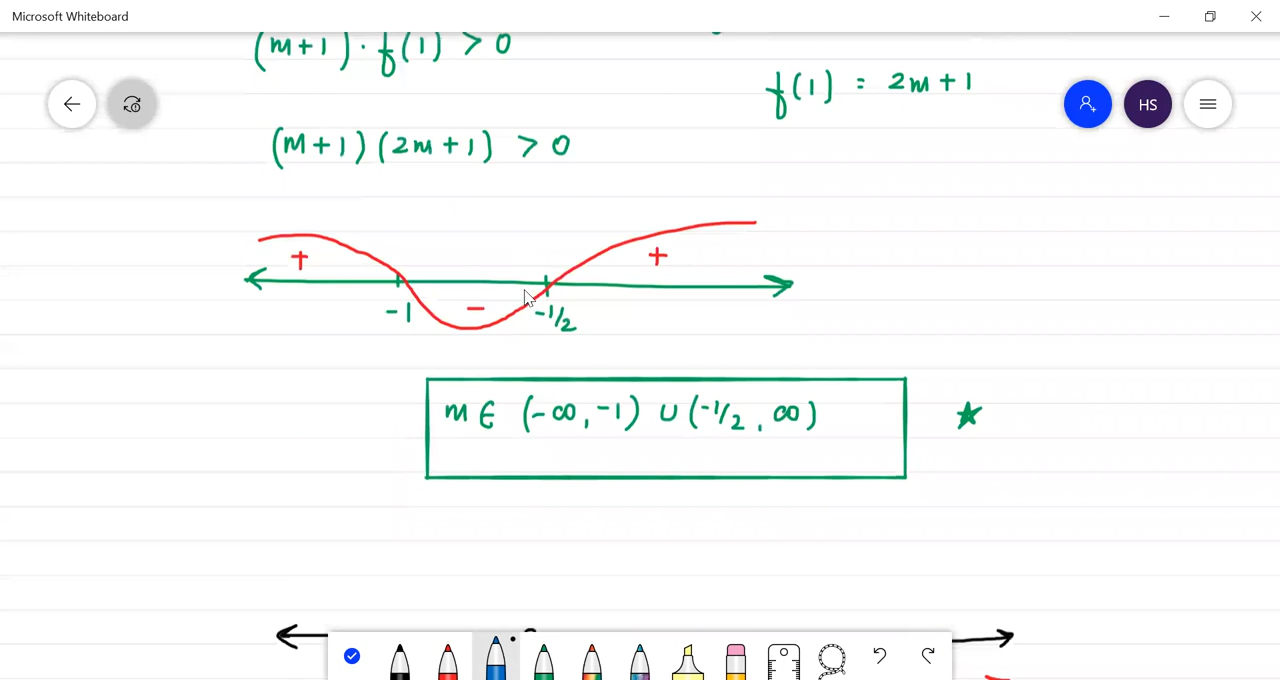 Microsoft Whiteboard
(m+1) · f(1) > 0
f(1) = 2m+1
HS
(m+1)(2m+1) > 0
+ - +
-1 -1/2
m ∈ (-∞, -1) ∪ (-1/2, ∞) ★